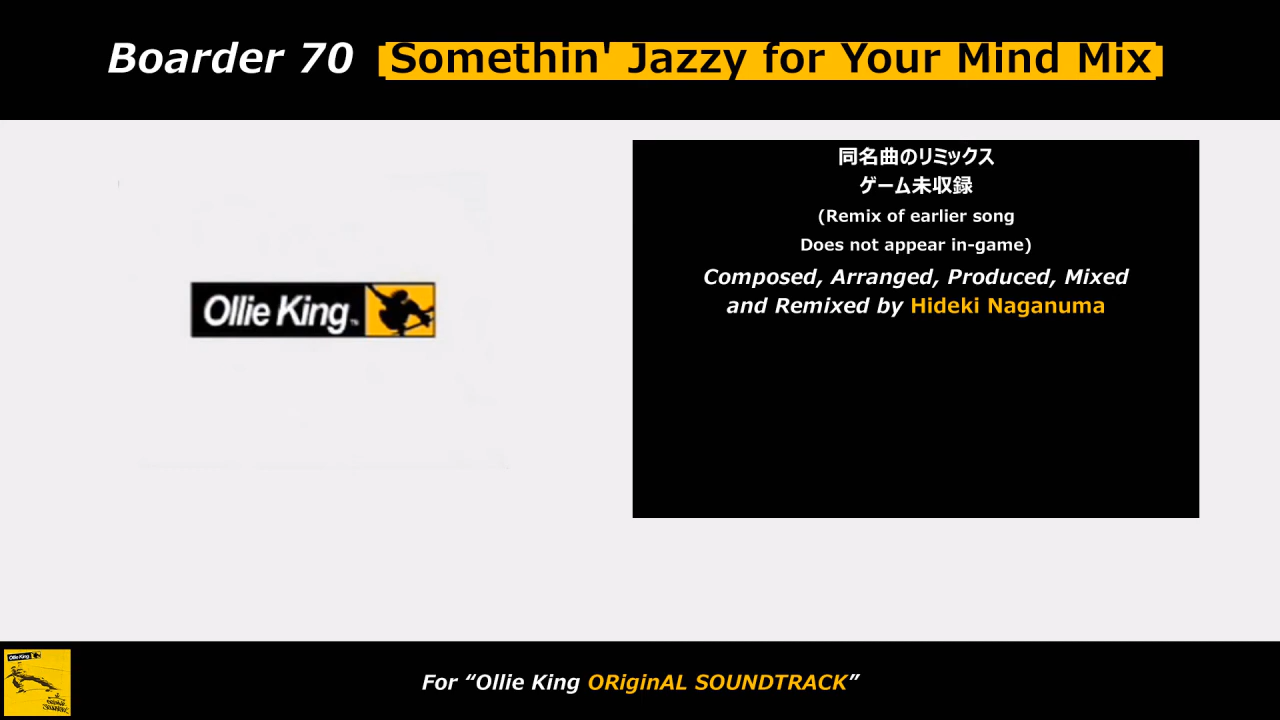 Boarder 70 [Somethin' Jazzy for Your Mind Mix]
Ollie King™
同名曲のリミックス
ゲーム未収録
(Remix of earlier song
Does not appear in-game)
Composed, Arranged, Produced, Mixed
and Remixed by Hideki Naganuma
Ollie King
For “Ollie King ORiginAL SOUNDTRACK”